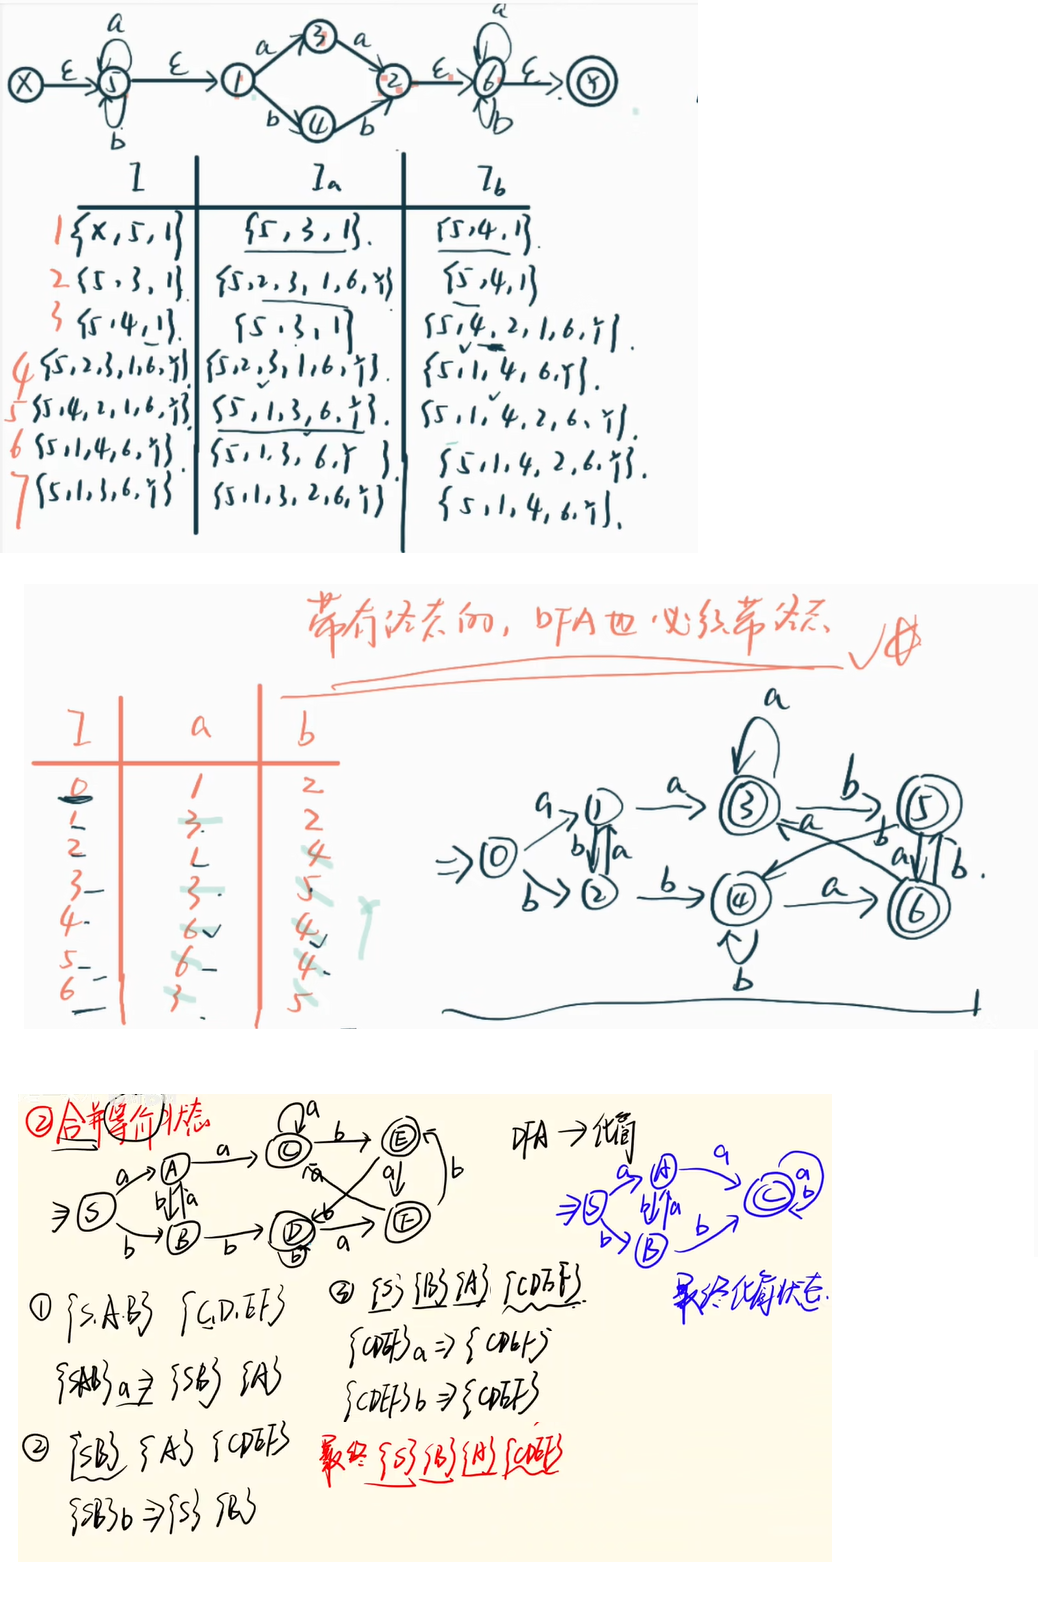 a a
X ε 5 ε 1 a 3 a 2 ε 6 ε Y
b b 4 b b
I Ia Ib
1 {X,5,1} {5,3,1}. {5,4,1}.
2 {5,3,1} {5,2,3,1,6,Y} {5,4,1}
3 {5,4,1}. {5,3,1} {5,4,2,1,6,Y}.
4 {5,2,3,1,6,Y} {5,2,3,1,6,Y}. {5,1,4,6,Y}.
5 {5,4,2,1,6,Y} {5,1,3,6,Y}. {5,1,4,2,6,Y}.
6 {5,1,4,6,Y} {5,1,3,6,Y}. {5,1,4,2,6,Y}.
7 {5,1,3,6,Y} {5,1,3,2,6,Y} {5,1,4,6,Y}.
带有终态的,DFA也必须带终态
I a b
0 1 2
1 3 2
2 1 4
3 3 5
4 6 4
5 6 4
6 3 5
a
⇒ 0 a 1 a 3 b 5
b a a b a b.
b 2 b 4 a 6
b
②合并等价状态
a
⇒ S a A a C b E
b a a b a b
b B b D a F
b
DFA → 化简
⇒ S a A a C a b
b a
b B b
最终化简状态.
① {S.A.B} {C.D.EF}
{SAB}a ⇒ {SB} {A}
② {SB} {A} {CDEF}
{SB}b ⇒ {S} {B}
③ {S} {B} {A} {CDEF}
{CDEF}a ⇒ {CDEF}
{CDEF}b ⇒ {CDEF}
最终 {S} {B} {A} {CDEF}